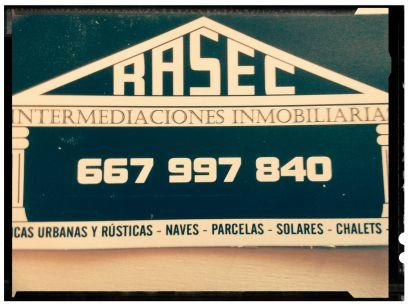 RASEC
INTERMEDIACIONES INMOBILIARIA
667 997 840
CAS URBANAS Y RÚSTICAS - NAVES - PARCELAS - SOLARES - CHALETS -